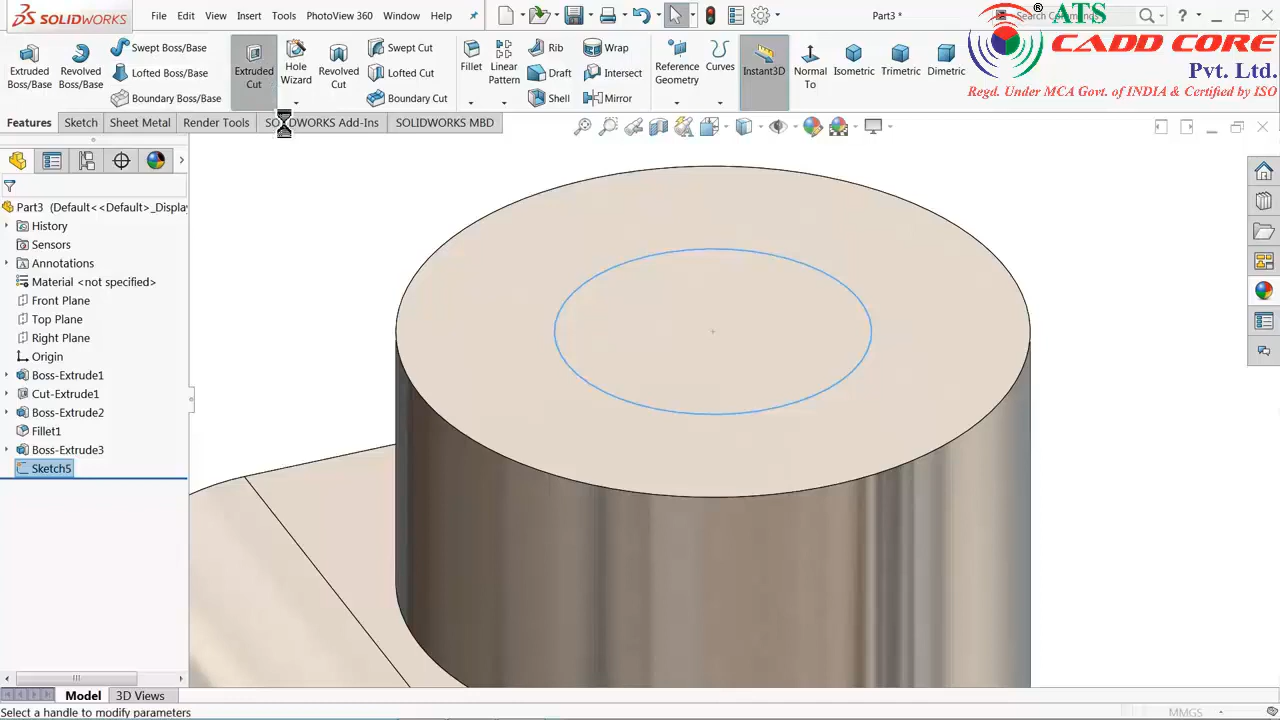 SOLIDWORKS
File Edit View Insert Tools PhotoView 360 Window Help
Part3 *
Search Commands
ATS
CADD CORE
Pvt. Ltd.
Regd. Under MCA Govt. of INDIA & Certified by ISO
Extruded Boss/Base
Revolved Boss/Base
Swept Boss/Base
Lofted Boss/Base
Boundary Boss/Base
Extruded Cut
Hole Wizard
Revolved Cut
Swept Cut
Lofted Cut
Boundary Cut
Fillet
Linear Pattern
Rib
Draft
Shell
Wrap
Intersect
Mirror
Reference Geometry
Curves
Instant3D
Normal To
Isometric
Trimetric
Dimetric
Features Sketch Sheet Metal Render Tools SOLIDWORKS Add-Ins SOLIDWORKS MBD
Part3 (Default<<Default>_Display
History
Sensors
Annotations
Material <not specified>
Front Plane
Top Plane
Right Plane
Origin
Boss-Extrude1
Cut-Extrude1
Boss-Extrude2
Fillet1
Boss-Extrude3
Sketch5
Model 3D Views
Select a handle to modify parameters
MMGS